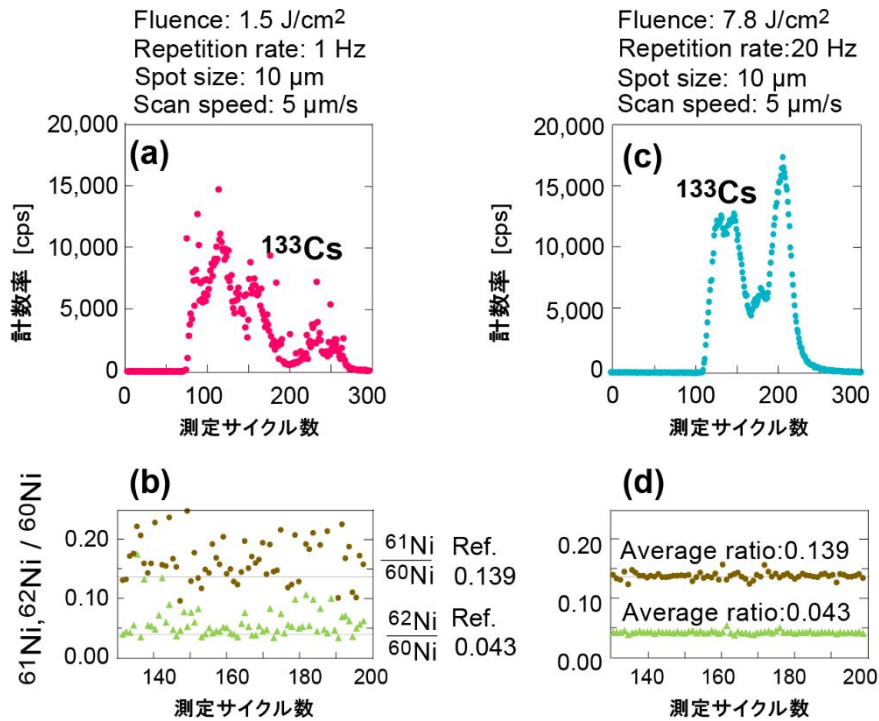 Fluence: 1.5 J/cm2
Repetition rate: 1 Hz
Spot size: 10 µm
Scan speed: 5 µm/s
20,000
15,000
10,000
5,000
0
計数率 [cps]
(a)
133Cs
0 100 200 300
測定サイクル数
Fluence: 7.8 J/cm2
Repetition rate:20 Hz
Spot size: 10 µm
Scan speed: 5 µm/s
20,000
15,000
10,000
5,000
0
計数率 [cps]
(c)
133Cs
0 100 200 300
測定サイクル数
(b)
61Ni, 62Ni / 60Ni
0.20
0.10
0.00
140 160 180 200
測定サイクル数
61Ni Ref.
60Ni 0.139
62Ni Ref.
60Ni 0.043
(d)
0.20
0.10
0.00
Average ratio:0.139
Average ratio:0.043
140 160 180 200
測定サイクル数